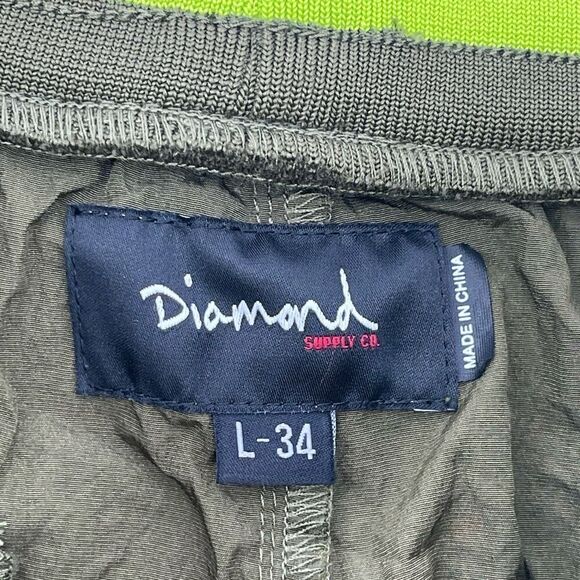 Diamond
SUPPLY CO.
MADE IN CHINA
L-34